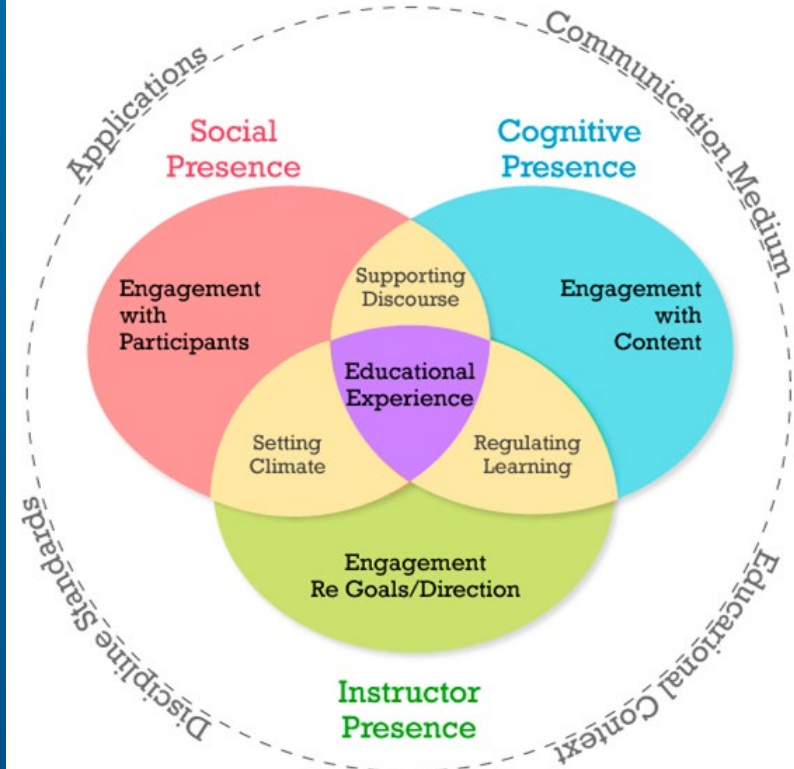 Applications
Communication Medium
Social
Presence
Cognitive
Presence
Engagement
with
Participants
Supporting
Discourse
Engagement
with
Content
Educational
Experience
Setting
Climate
Regulating
Learning
Engagement
Re Goals/Direction
Instructor
Presence
Discipline Standards
Educarional Context